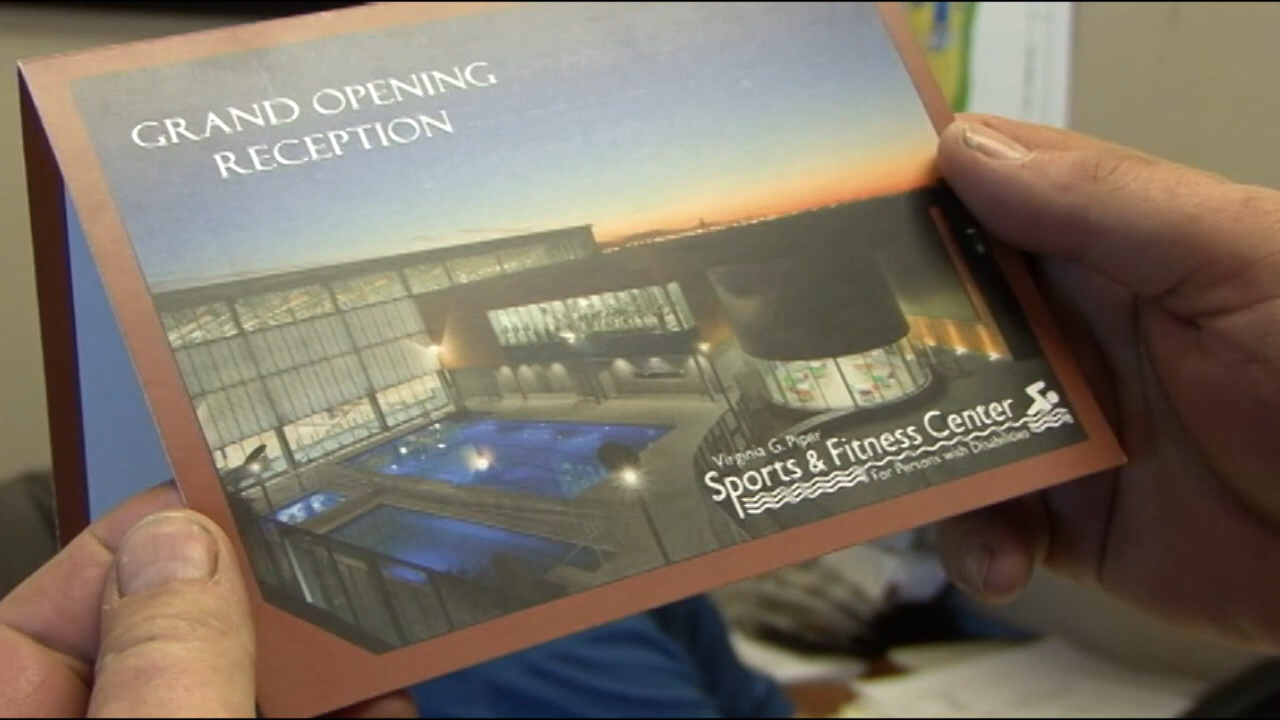 GRAND OPENING
RECEPTION
Virginia G. Piper
Sports & Fitness Center
For Persons with Disabilities